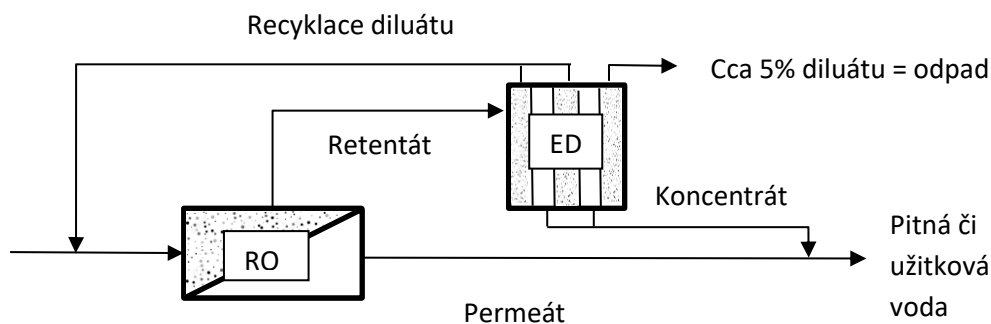 Recyklace diluátu
Cca 5% diluátu = odpad
ED
Retentát
Koncentrát
Pitná či
užitková
voda
RO
Permeát